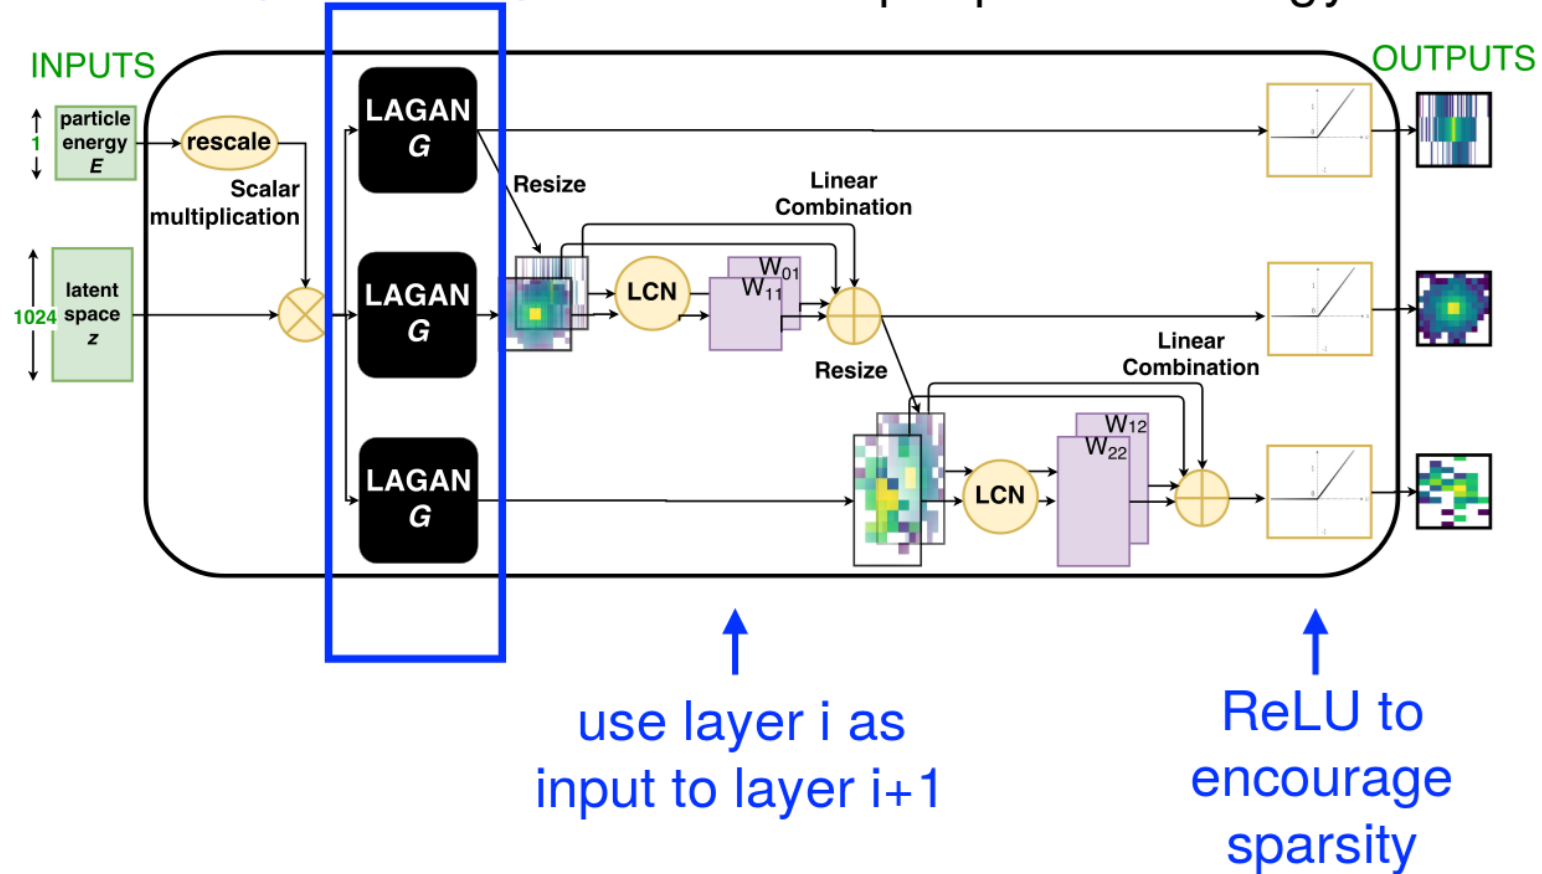 INPUTS
OUTPUTS
particle
energy
E
1
rescale
Scalar
multiplication
latent
space
z
1024
LAGAN
G
LAGAN
G
LAGAN
G
Resize
Linear
Combination
LCN
W01
W11
Resize
Linear
Combination
LCN
W12
W22
use layer i as
input to layer i+1
ReLU to
encourage
sparsity